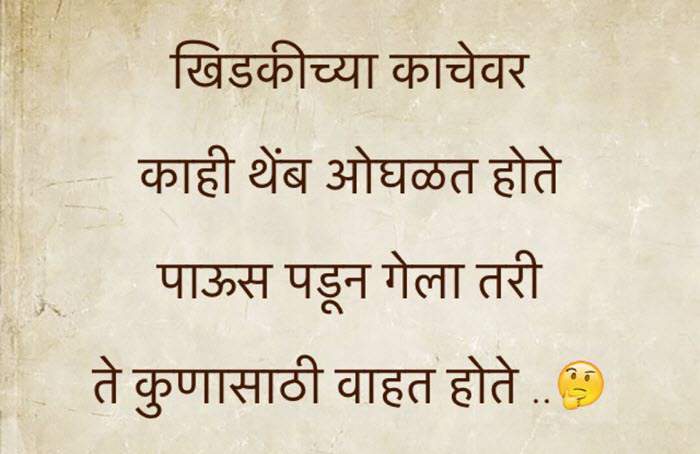 खिडकीच्या काचेवर
काही थेंब ओघळत होते
पाऊस पडून गेला तरी
ते कुणासाठी वाहत होते ..🤔